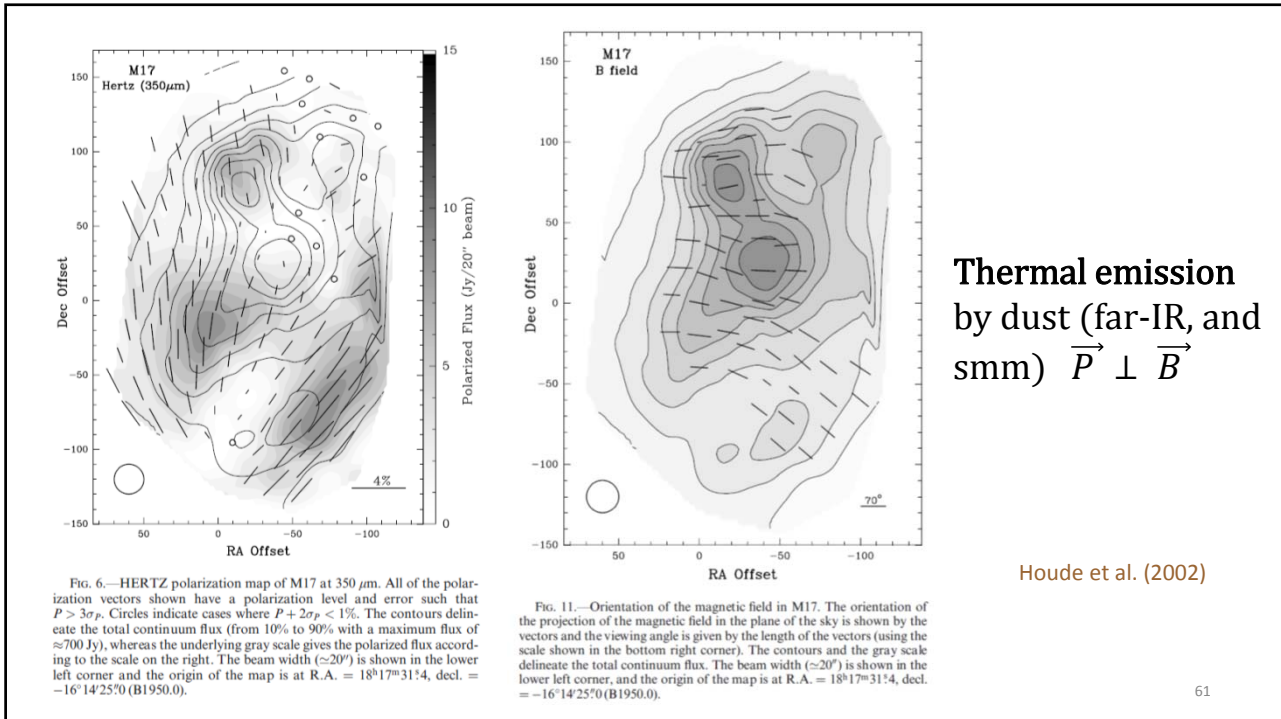 M17
Hertz (350μm)
150
100
50
0
−50
−100
−150
50
0
−50
−100
Dec Offset
RA Offset
4%
15
10
5
0
Polarized Flux (Jy/20" beam)
FIG. 6.—HERTZ polarization map of M17 at 350 μm. All of the polar-
ization vectors shown have a polarization level and error such that
P > 3σP. Circles indicate cases where P + 2σP < 1%. The contours delin-
eate the total continuum flux (from 10% to 90% with a maximum flux of
≈700 Jy), whereas the underlying gray scale gives the polarized flux accord-
ing to the scale on the right. The beam width (≃20″) is shown in the lower
left corner and the origin of the map is at R.A. = 18h17m31s.4, decl. =
−16°14′25″.0 (B1950.0).
M17
B field
150
100
50
0
−50
−100
−150
50
0
−50
−100
Dec Offset
RA Offset
70°
FIG. 11.—Orientation of the magnetic field in M17. The orientation of
the projection of the magnetic field in the plane of the sky is shown by the
vectors and the viewing angle is given by the length of the vectors (using the
scale shown in the bottom right corner). The contours and the gray scale
delineate the total continuum flux. The beam width (≃20″) is shown in the
lower left corner, and the origin of the map is at R.A. = 18h17m31s.4, decl.
= −16°14′25″.0 (B1950.0).
Thermal emission
by dust (far-IR, and
smm) P⃗ ⊥ B⃗
Houde et al. (2002)
61